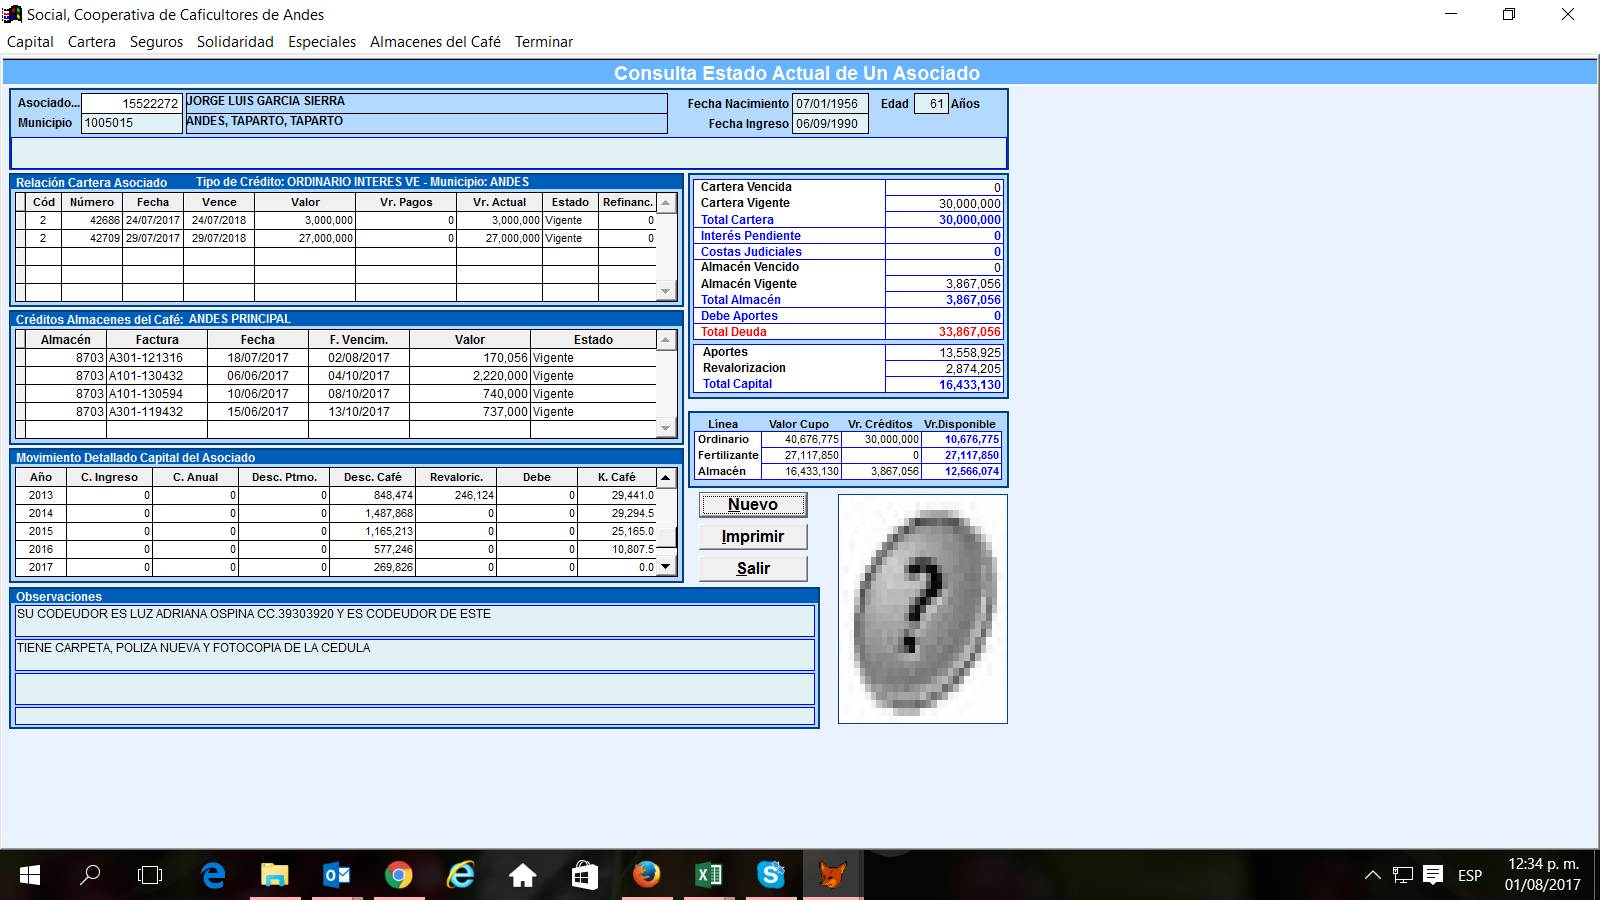 Social, Cooperativa de Caficultores de Andes
Capital Cartera Seguros Solidaridad Especiales Almacenes del Café Terminar
Consulta Estado Actual de Un Asociado
Asociado... 15522272 JORGE LUIS GARCIA SIERRA Fecha Nacimiento 07/01/1956 Edad 61 Años
Municipio 1005015 ANDES, TAPARTO, TAPARTO Fecha Ingreso 06/09/1990
Relación Cartera Asociado Tipo de Crédito: ORDINARIO INTERES VE - Municipio: ANDES
Cód Número Fecha Vence Valor Vr. Pagos Vr. Actual Estado Refinanc.
2 42686 24/07/2017 24/07/2018 3,000,000 0 3,000,000 Vigente 0
2 42709 29/07/2017 29/07/2018 27,000,000 0 27,000,000 Vigente 0
Créditos Almacenes del Café: ANDES PRINCIPAL
Almacén Factura Fecha F. Vencim. Valor Estado
8703 A301-121316 18/07/2017 02/08/2017 170,056 Vigente
8703 A101-130432 06/06/2017 04/10/2017 2,220,000 Vigente
8703 A101-130594 10/06/2017 08/10/2017 740,000 Vigente
8703 A301-119432 15/06/2017 13/10/2017 737,000 Vigente
Movimiento Detallado Capital del Asociado
Año C. Ingreso C. Anual Desc. Ptmo. Desc. Café Revaloric. Debe K. Café
2013 0 0 0 848,474 246,124 0 29,441.0
2014 0 0 0 1,487,868 0 0 29,294.5
2015 0 0 0 1,165,213 0 0 25,165.0
2016 0 0 0 577,246 0 0 10,807.5
2017 0 0 0 269,826 0 0 0.0
Observaciones
SU CODEUDOR ES LUZ ADRIANA OSPINA CC.39303920 Y ES CODEUDOR DE ESTE
TIENE CARPETA, POLIZA NUEVA Y FOTOCOPIA DE LA CEDULA
Cartera Vencida 0
Cartera Vigente 30,000,000
Total Cartera 30,000,000
Interés Pendiente 0
Costas Judiciales 0
Almacén Vencido 0
Almacén Vigente 3,867,056
Total Almacén 3,867,056
Debe Aportes 0
Total Deuda 33,867,056
Aportes 13,558,925
Revalorizacion 2,874,205
Total Capital 16,433,130
Línea Valor Cupo Vr. Créditos Vr.Disponible
Ordinario 40,676,775 30,000,000 10,676,775
Fertilizante 27,117,850 0 27,117,850
Almacén 16,433,130 3,867,056 12,566,074
Nuevo
Imprimir
Salir
?
ESP
12:34 p. m.
01/08/2017